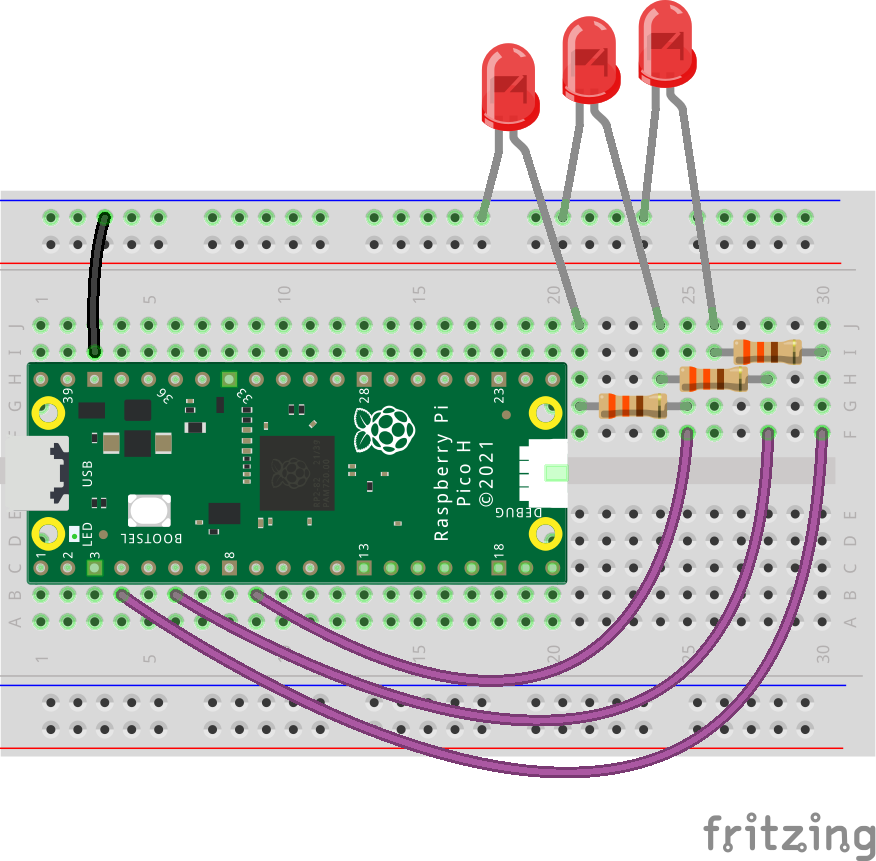 1 5 10 15 20 25 30
J J
I I
H H
G G
F F
39 36 33 28 23
USB
Raspberry Pi
Pico H
©2021
DEBUG
BOOTSEL
LED
1 2 3 8 13 18
E E
D D
C C
B B
A A
1 5 10 15 25 30
fritzing